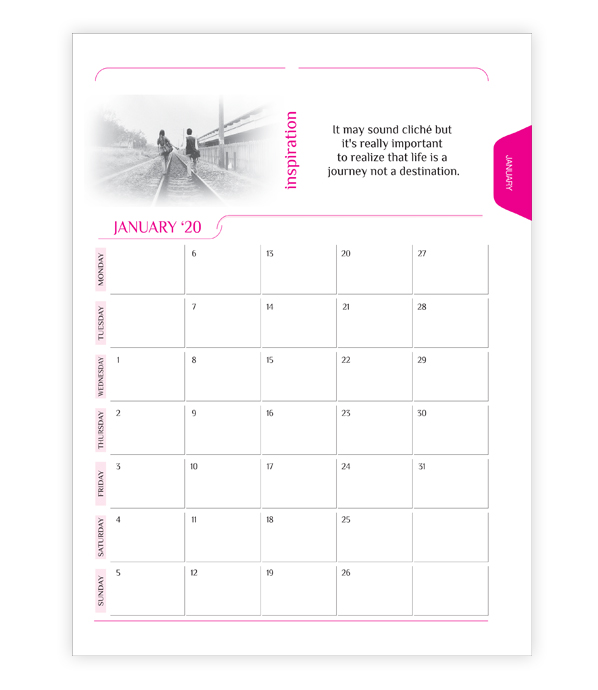 inspiration
It may sound cliché but
it's really important
to realize that life is a
journey not a destination.
JANUARY
JANUARY '20
MONDAY 6 13 20 27
TUESDAY 7 14 21 28
WEDNESDAY 1 8 15 22 29
THURSDAY 2 9 16 23 30
FRIDAY 3 10 17 24 31
SATURDAY 4 11 18 25
SUNDAY 5 12 19 26